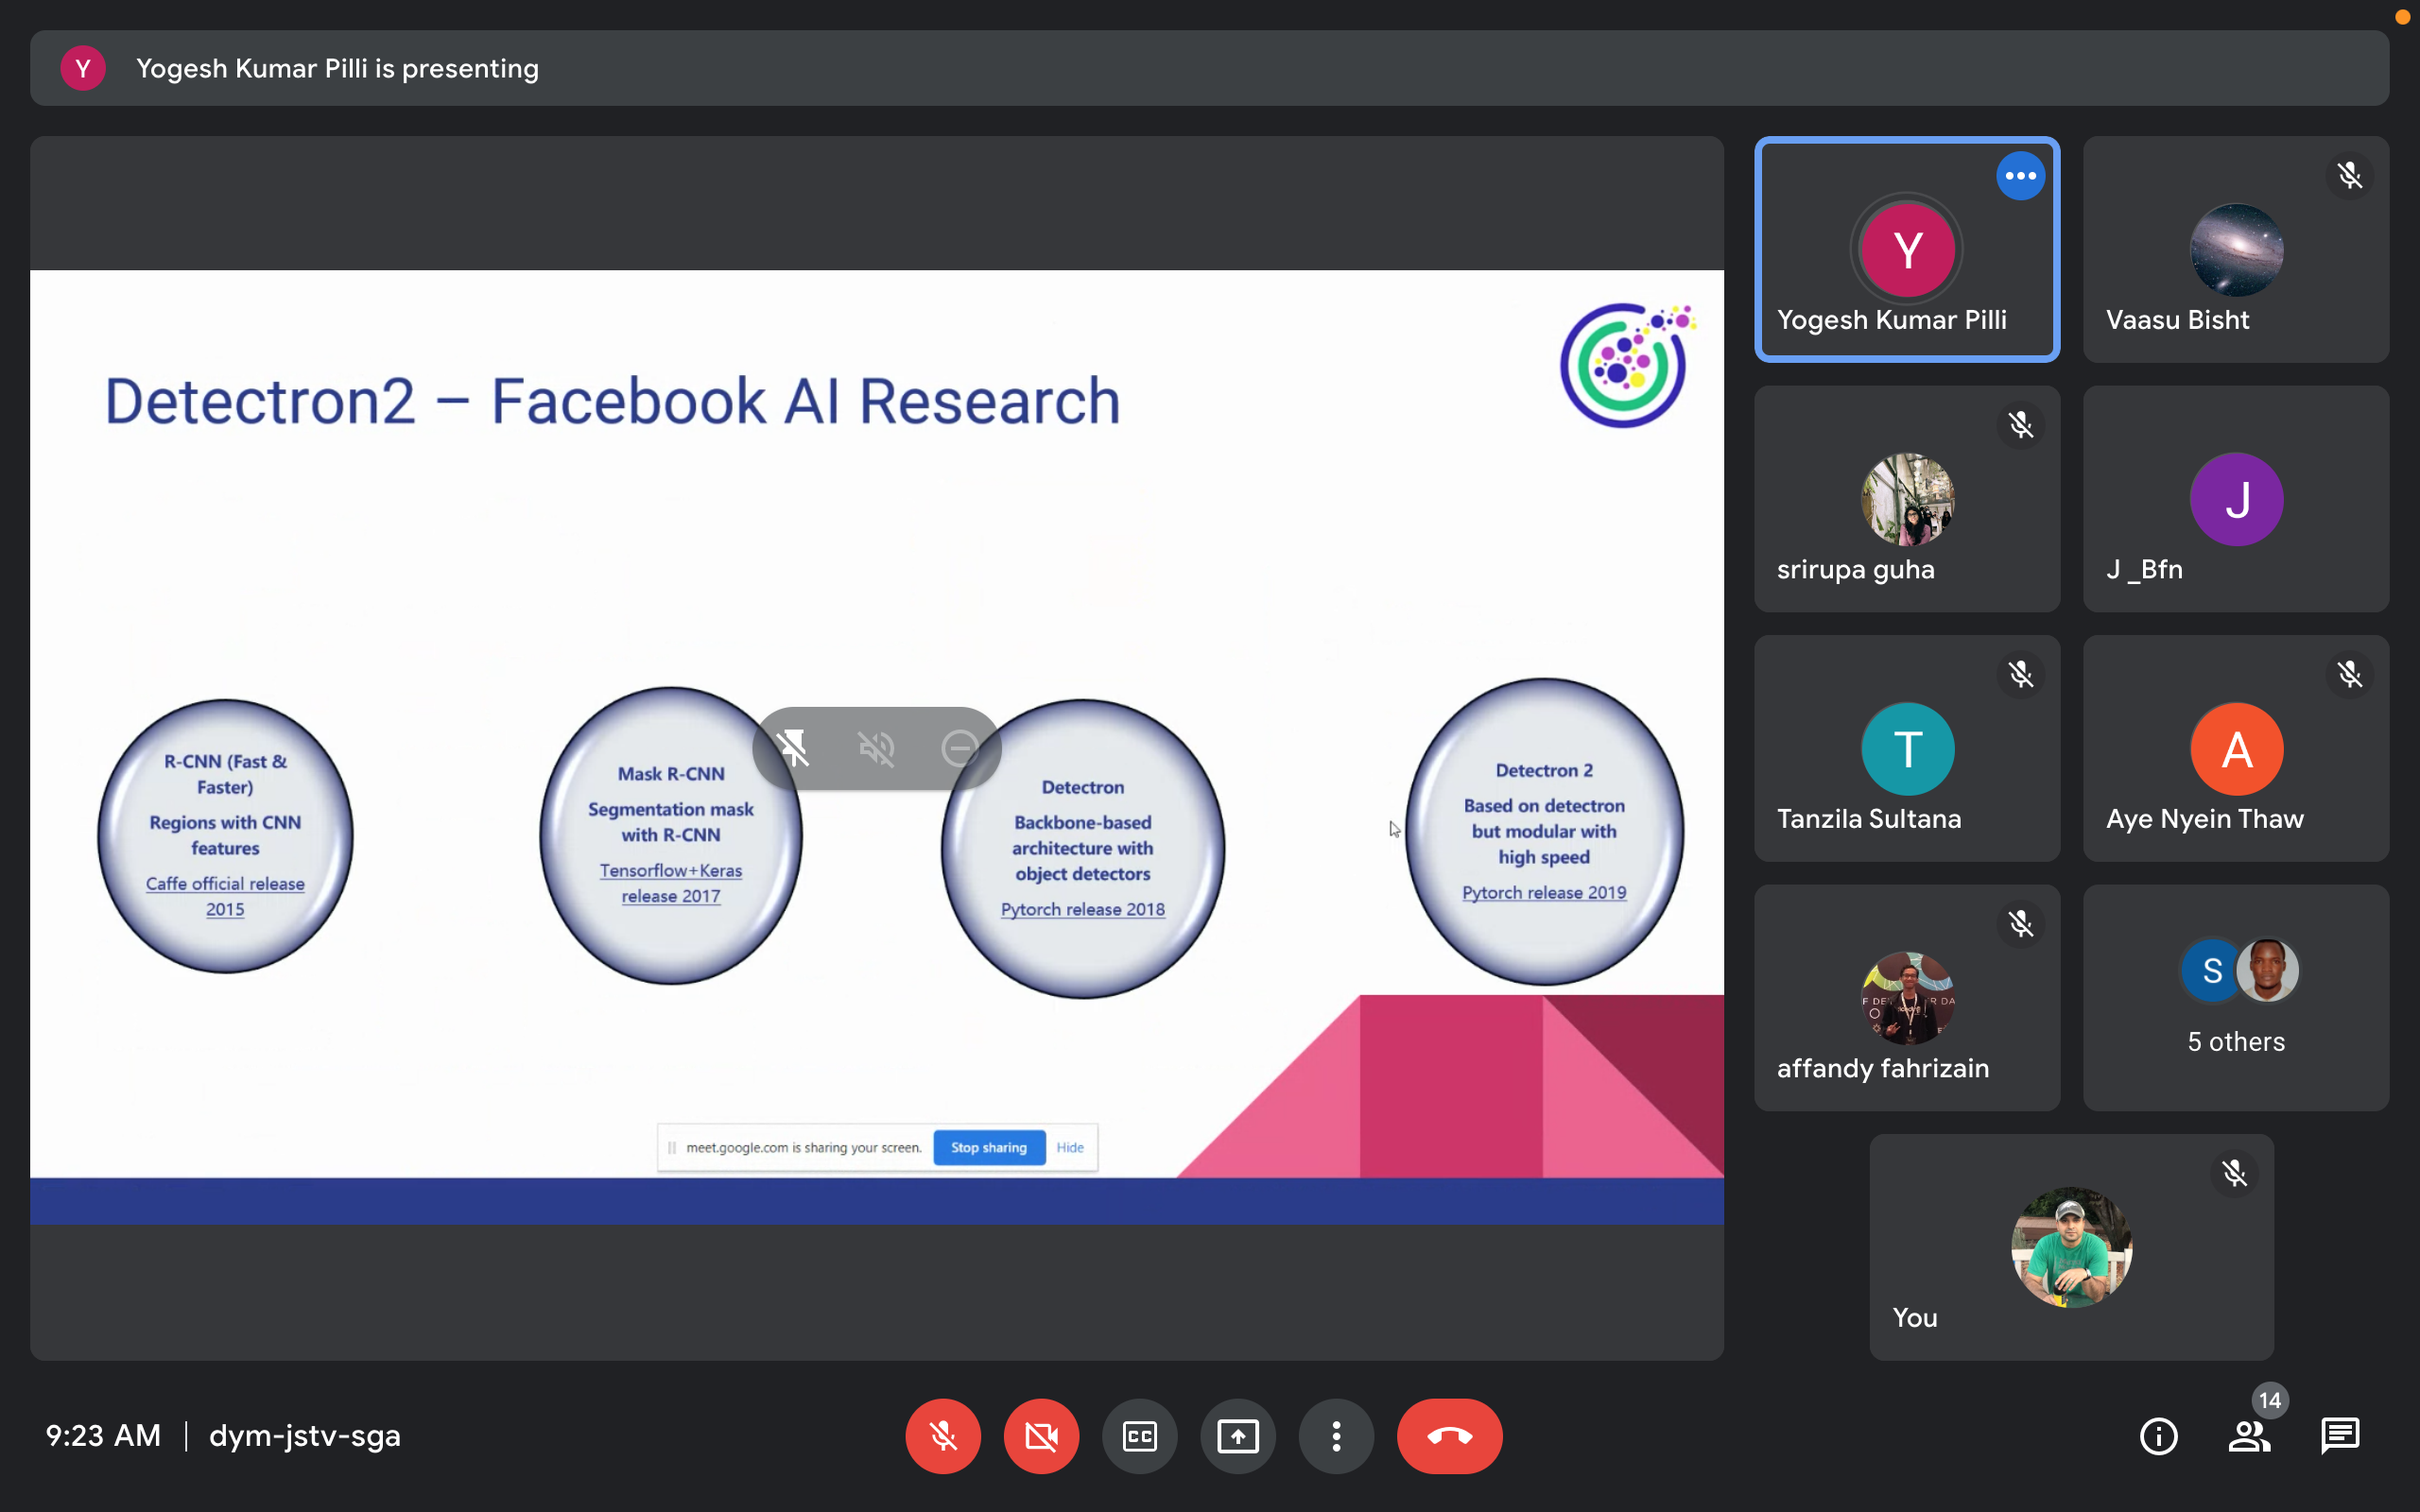 Y
Yogesh Kumar Pilli is presenting
Detectron2 – Facebook AI Research
R-CNN (Fast &
Faster)
Regions with CNN
features
Caffe official release
2015
Mask R-CNN
Segmentation mask
with R-CNN
Tensorflow+Keras
release 2017
Detectron
Backbone-based
architecture with
object detectors
Pytorch release 2018
Detectron 2
Based on detectron
but modular with
high speed
Pytorch release 2019
meet.google.com is sharing your screen.
Stop sharing
Hide
Y
Yogesh Kumar Pilli
Vaasu Bisht
srirupa guha
J
J _Bfn
T
Tanzila Sultana
A
Aye Nyein Thaw
affandy fahrizain
S
5 others
You
9:23 AM
dym-jstv-sga
CC
14